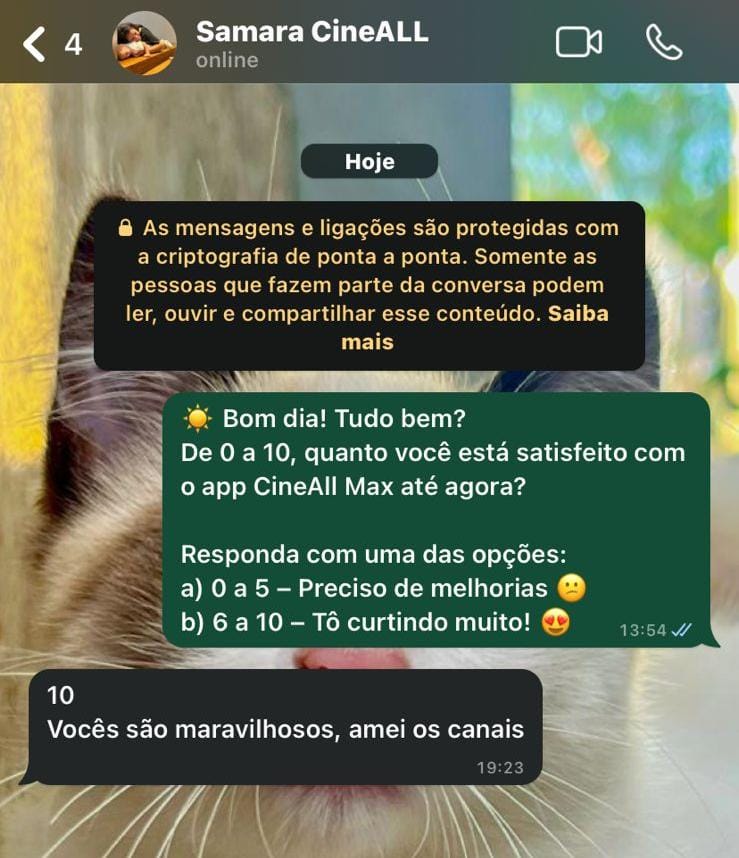 4
Samara CineALL
online
Hoje
🔒 As mensagens e ligações são protegidas com
a criptografia de ponta a ponta. Somente as
pessoas que fazem parte da conversa podem
ler, ouvir e compartilhar esse conteúdo. Saiba
mais
☀️ Bom dia! Tudo bem?
De 0 a 10, quanto você está satisfeito com
o app CineAll Max até agora?
Responda com uma das opções:
a) 0 a 5 – Preciso de melhorias 😕
b) 6 a 10 – Tô curtindo muito! 😍
13:54
10
Vocês são maravilhosos, amei os canais
19:23